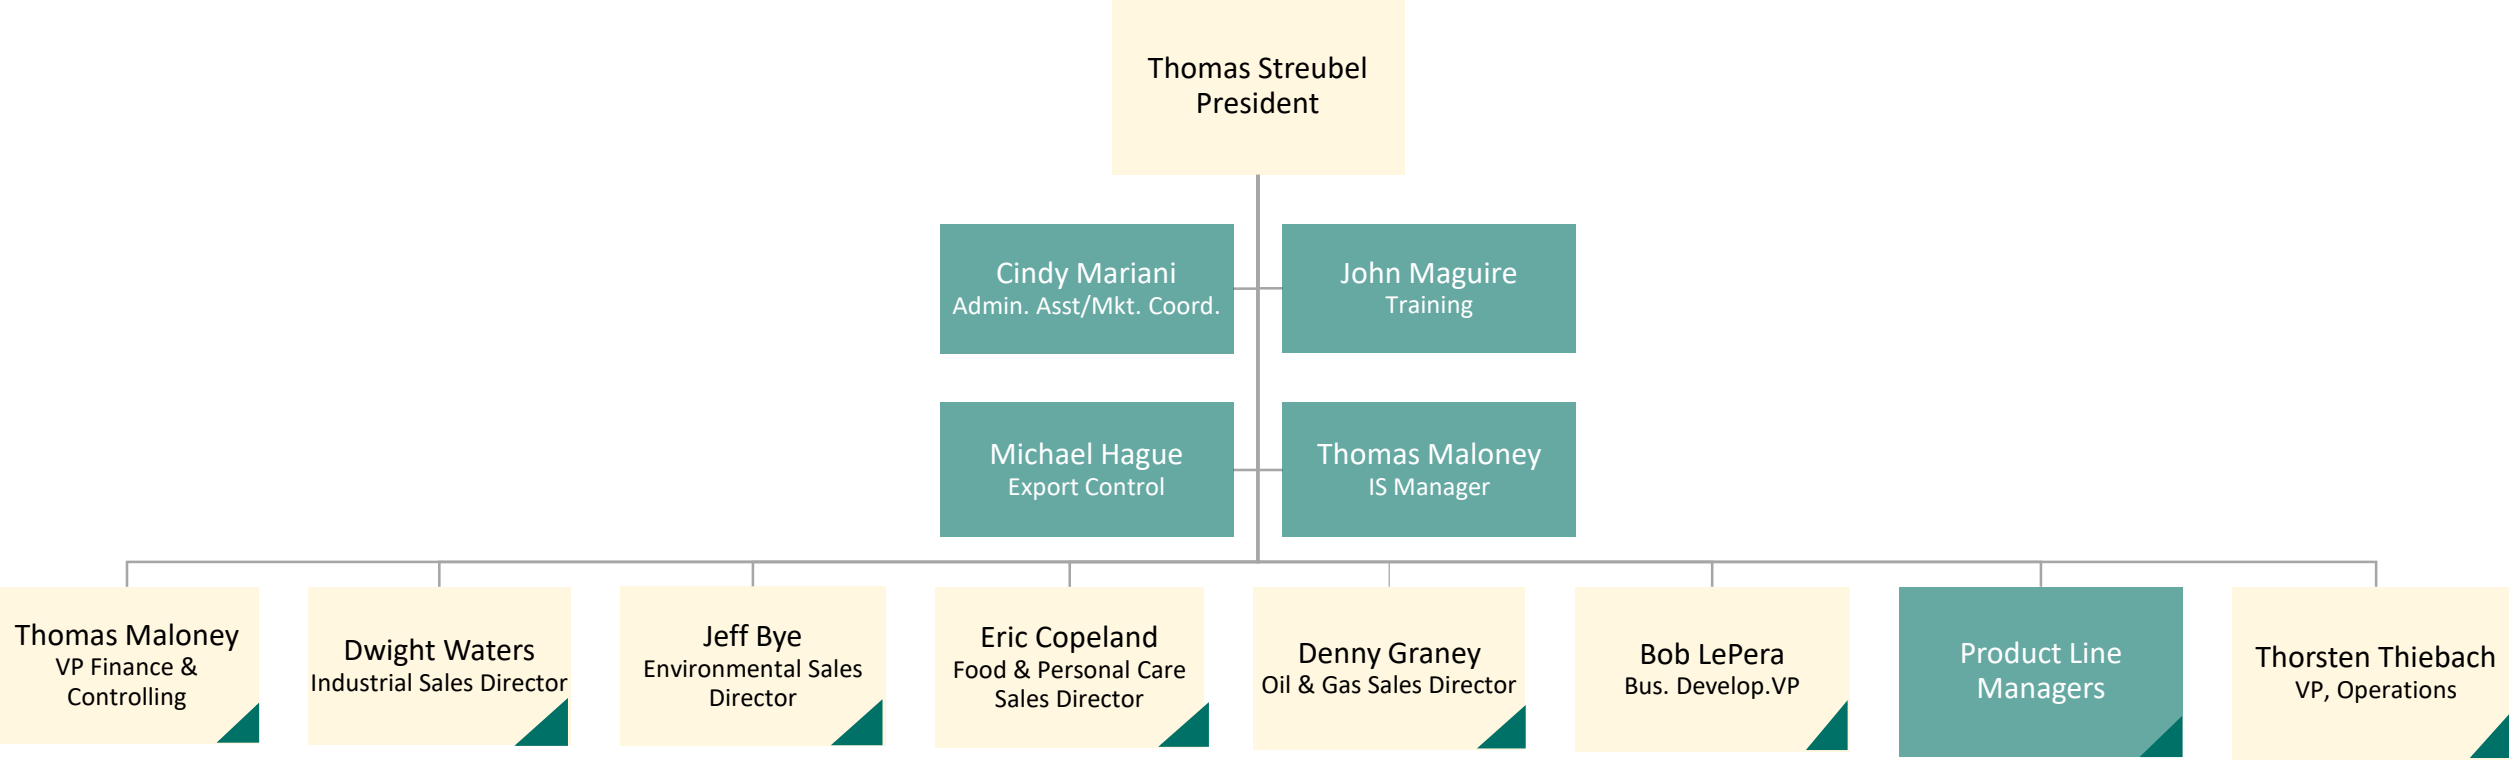 Thomas Streubel
President
Cindy Mariani
Admin. Asst/Mkt. Coord.
John Maguire
Training
Michael Hague
Export Control
Thomas Maloney
IS Manager
Thomas Maloney
VP Finance &
Controlling
Dwight Waters
Industrial Sales Director
Jeff Bye
Environmental Sales
Director
Eric Copeland
Food & Personal Care
Sales Director
Denny Graney
Oil & Gas Sales Director
Bob LePera
Bus. Develop.VP
Product Line
Managers
Thorsten Thiebach
VP, Operations